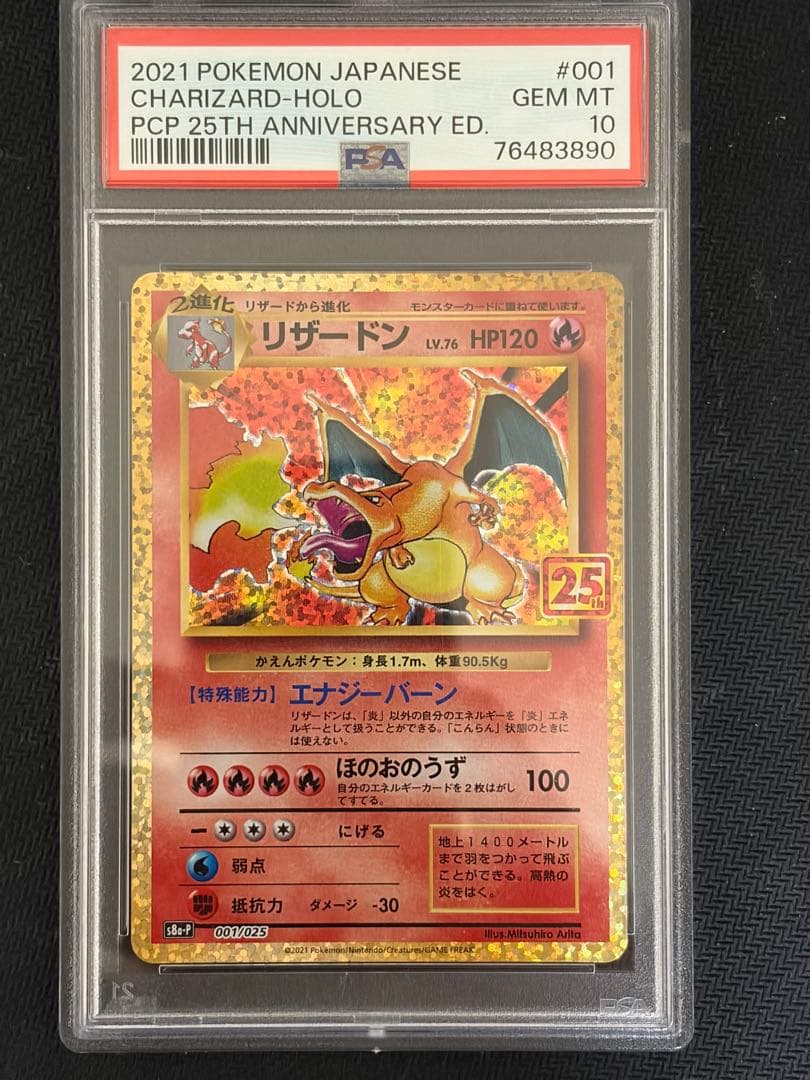 2021 POKEMON JAPANESE #001
CHARIZARD-HOLO GEM MT
PCP 25TH ANNIVERSARY ED. 10
PSA 76483890
2進化 リザードから進化 モンスターカードに重ねて使います。
リザードン LV.76 HP120
25th
かえんポケモン:身長1.7m、体重90.5Kg
【特殊能力】エナジーバーン
リザードンは、「炎」以外の自分のエネルギーを「炎」エネ
ルギーとして扱うことができる。「こんらん」状態のときに
は使えない。
ほのおのうず 100
自分のエネルギーカードを2枚はがし
てすてる。
ー にげる
弱点
抵抗力 ダメージ -30
地上1400メートル
まで羽をつかって飛ぶ
ことができる。高熱の
炎をはく。
s8a-P 001/025 Illus.Mitsuhiro Arita
©2021 Pokémon/Nintendo/Creatures/GAME FREAK
PSA